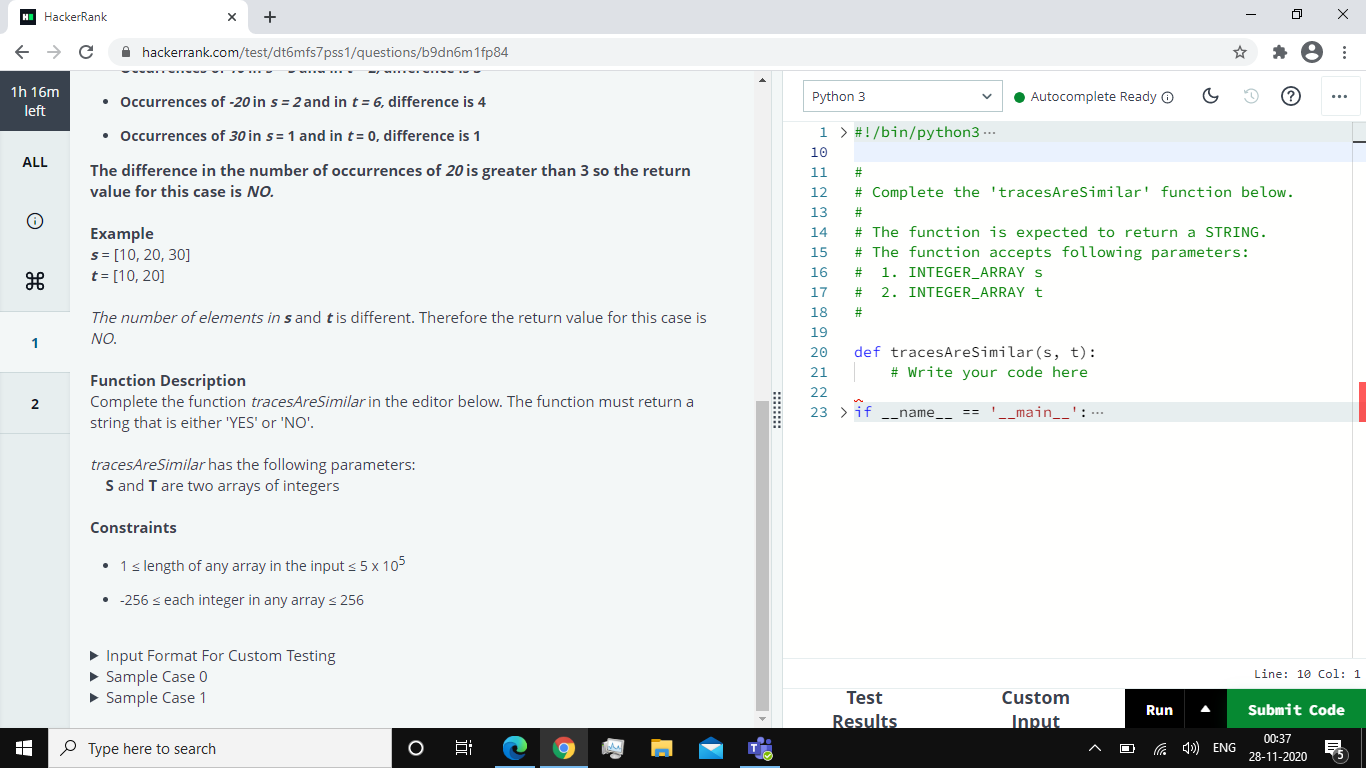 HackerRank
hackerrank.com/test/dt6mfs7pss1/questions/b9dn6m1fp84
1h 16m
left
ALL
1
2
• Occurrences of -20 in s = 2 and in t = 6, difference is 4
• Occurrences of 30 in s = 1 and in t = 0, difference is 1
The difference in the number of occurrences of 20 is greater than 3 so the return
value for this case is NO.
Example
s = [10, 20, 30]
t = [10, 20]
The number of elements in s and t is different. Therefore the return value for this case is
NO.
Function Description
Complete the function tracesAreSimilar in the editor below. The function must return a
string that is either 'YES' or 'NO'.
tracesAreSimilar has the following parameters:
S and T are two arrays of integers
Constraints
• 1 ≤ length of any array in the input ≤ 5 x 10⁵
• -256 ≤ each integer in any array ≤ 256
Input Format For Custom Testing
Sample Case 0
Sample Case 1
Python 3
Autocomplete Ready
1 > #!/bin/python3 ...
10
11 #
12 # Complete the 'tracesAreSimilar' function below.
13 #
14 # The function is expected to return a STRING.
15 # The function accepts following parameters:
16 #  1. INTEGER_ARRAY s
17 #  2. INTEGER_ARRAY t
18 #
19
20 def tracesAreSimilar(s, t):
21     # Write your code here
22
23 > if __name__ == '__main__': ...
Line: 10 Col: 1
Test
Results
Custom
Input
Run
Submit Code
Type here to search
ENG
00:37
28-11-2020
5